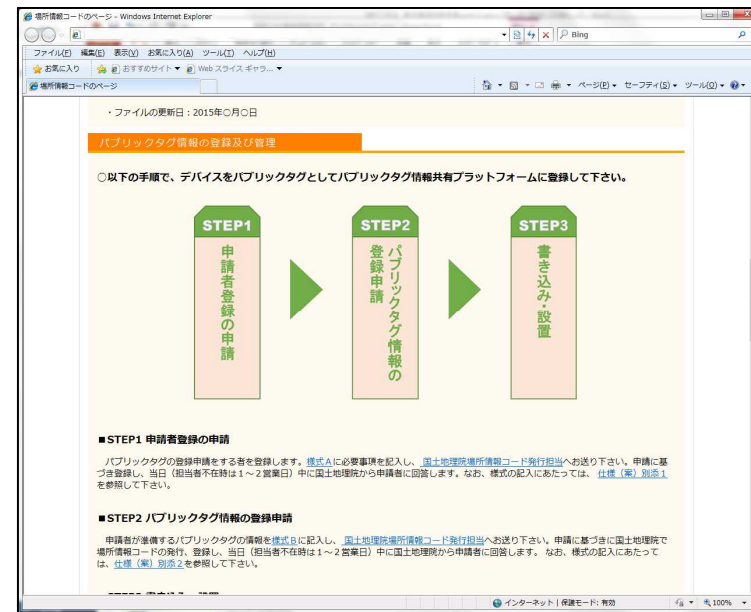 場所情報コードのページ - Windows Internet Explorer
Bing
ファイル(F) 編集(E) 表示(V) お気に入り(A) ツール(T) ヘルプ(H)
お気に入り おすすめサイト Web スライス ギャラ...
場所情報コードのページ ページ(P) セーフティ(S) ツール(O)
・ファイルの更新日：2015年○月○日
パブリックタグ情報の登録及び管理
○以下の手順で、デバイスをパブリックタグとしてパブリックタグ情報共有プラットフォームに登録して下さい。
STEP1
申請者登録の申請
STEP2
パブリックタグ情報の
登録申請
STEP3
書き込み・設置
■STEP1 申請者登録の申請
パブリックタグの登録申請をする者を登録します。様式Ａに必要事項を記入し、国土地理院場所情報コード発行担当へお送り下さい。申請に基
づき登録し、当日（担当者不在時は１～２営業日）中に国土地理院から申請者に回答します。なお、様式の記入にあたっては、仕様（案）別添１
を参照して下さい。
■STEP2 パブリックタグ情報の登録申請
申請者が準備するパブリックタグの情報を様式Ｂに記入し、国土地理院場所情報コード発行担当へお送り下さい。申請に基づきに国土地理院で
場所情報コードの発行、登録し、当日（担当者不在時は１～２営業日）中に国土地理院から申請者に回答します。 なお、様式の記入にあたって
は、仕様（案）別添２を参照して下さい。
インターネット | 保護モード: 有効 100%